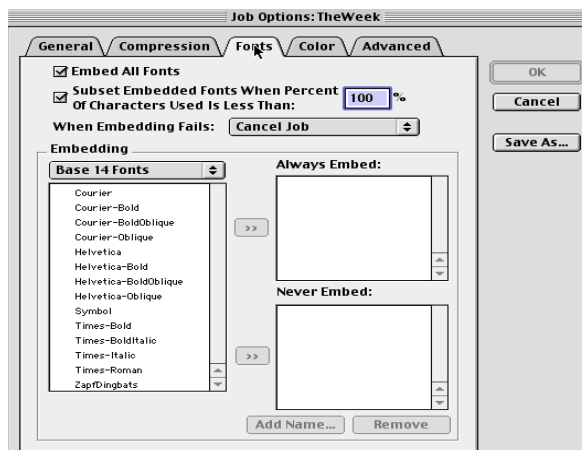 Job Options: TheWeek
General Compression Fonts Color Advanced
Embed All Fonts
Subset Embedded Fonts When Percent
Of Characters Used Is Less Than: 100 %
When Embedding Fails: Cancel Job
OK
Cancel
Save As...
Embedding
Base 14 Fonts
Courier
Courier-Bold
Courier-BoldOblique
Courier-Oblique
Helvetica
Helvetica-Bold
Helvetica-BoldOblique
Helvetica-Oblique
Symbol
Times-Bold
Times-BoldItalic
Times-Italic
Times-Roman
ZapfDingbats
>>
>>
Always Embed:
Never Embed:
Add Name... Remove